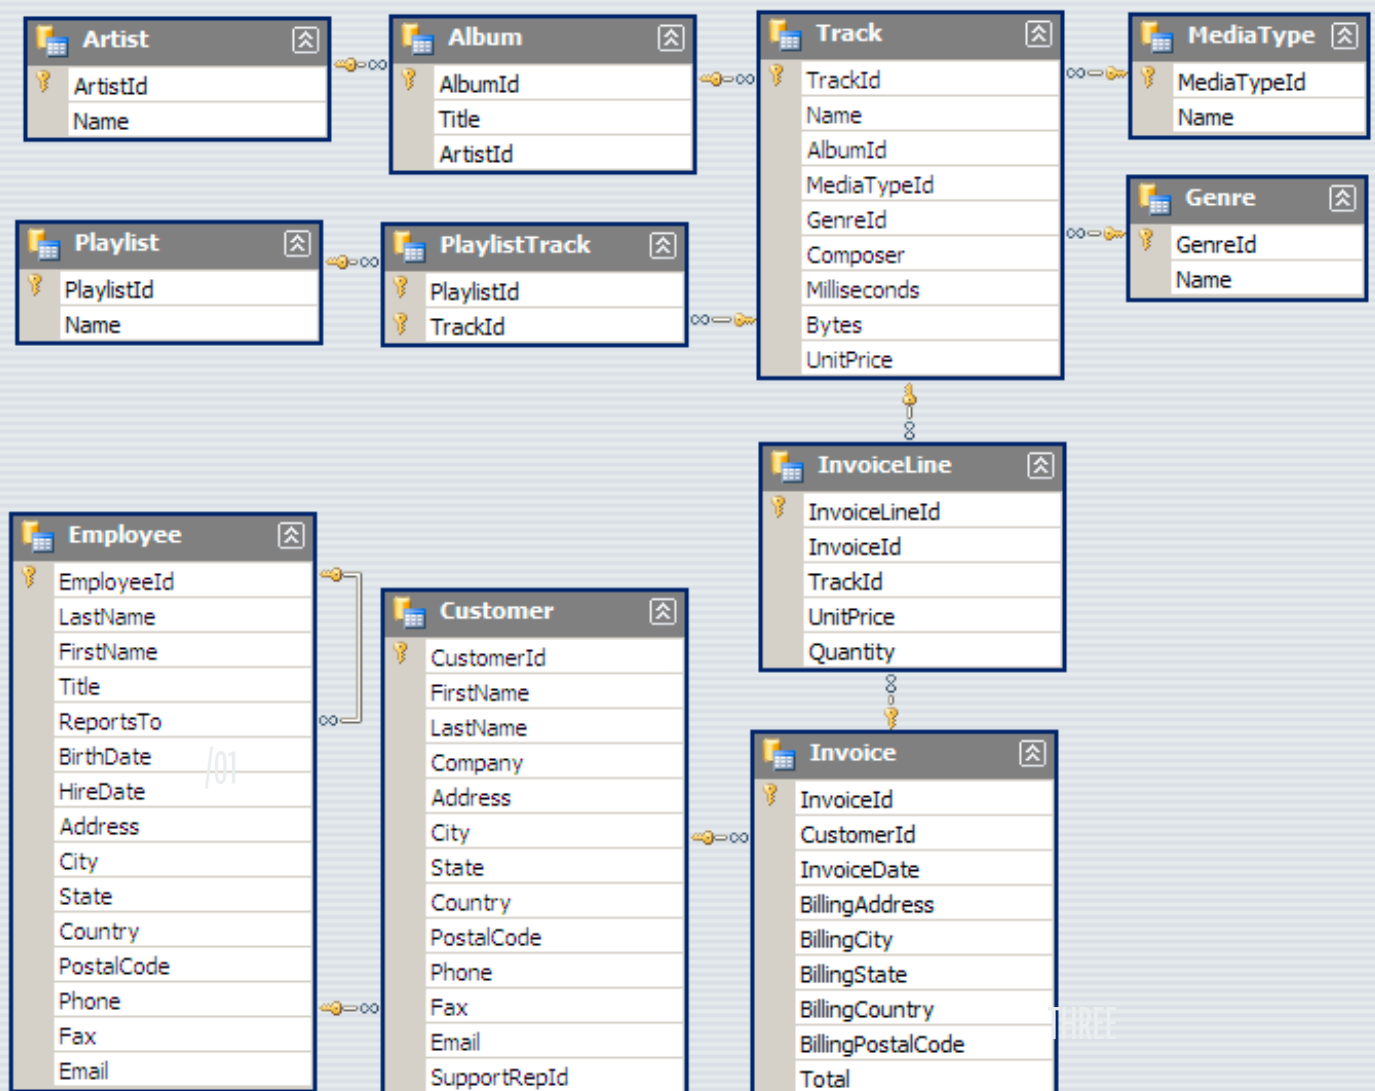 Artist
ArtistId
Name
Album
AlbumId
Title
ArtistId
Track
TrackId
Name
AlbumId
MediaTypeId
GenreId
Composer
Milliseconds
Bytes
UnitPrice
MediaType
MediaTypeId
Name
Genre
GenreId
Name
Playlist
PlaylistId
Name
PlaylistTrack
PlaylistId
TrackId
InvoiceLine
InvoiceLineId
InvoiceId
TrackId
UnitPrice
Quantity
Employee
EmployeeId
LastName
FirstName
Title
ReportsTo
BirthDate
/01
HireDate
Address
City
State
Country
PostalCode
Phone
Fax
Email
Customer
CustomerId
FirstName
LastName
Company
Address
City
State
Country
PostalCode
Phone
Fax
Email
SupportRepId
Invoice
InvoiceId
CustomerId
InvoiceDate
BillingAddress
BillingCity
BillingState
BillingCountry
THREE
BillingPostalCode
Total